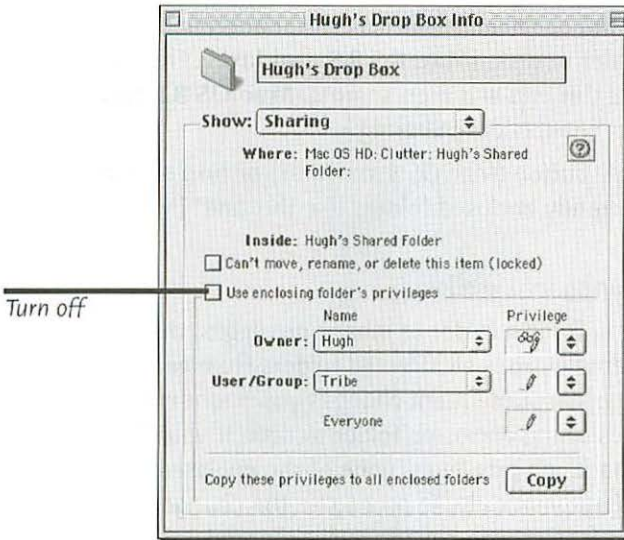 Hugh's Drop Box Info
Hugh's Drop Box
Show: Sharing
Where: Mac OS HD: Clutter: Hugh's Shared
Folder:
Inside: Hugh's Shared Folder
Can't move, rename, or delete this item (locked)
Turn off
Use enclosing folder's privileges
Name Privilege
Owner: Hugh
User/Group: Tribe
Everyone
Copy these privileges to all enclosed folders Copy